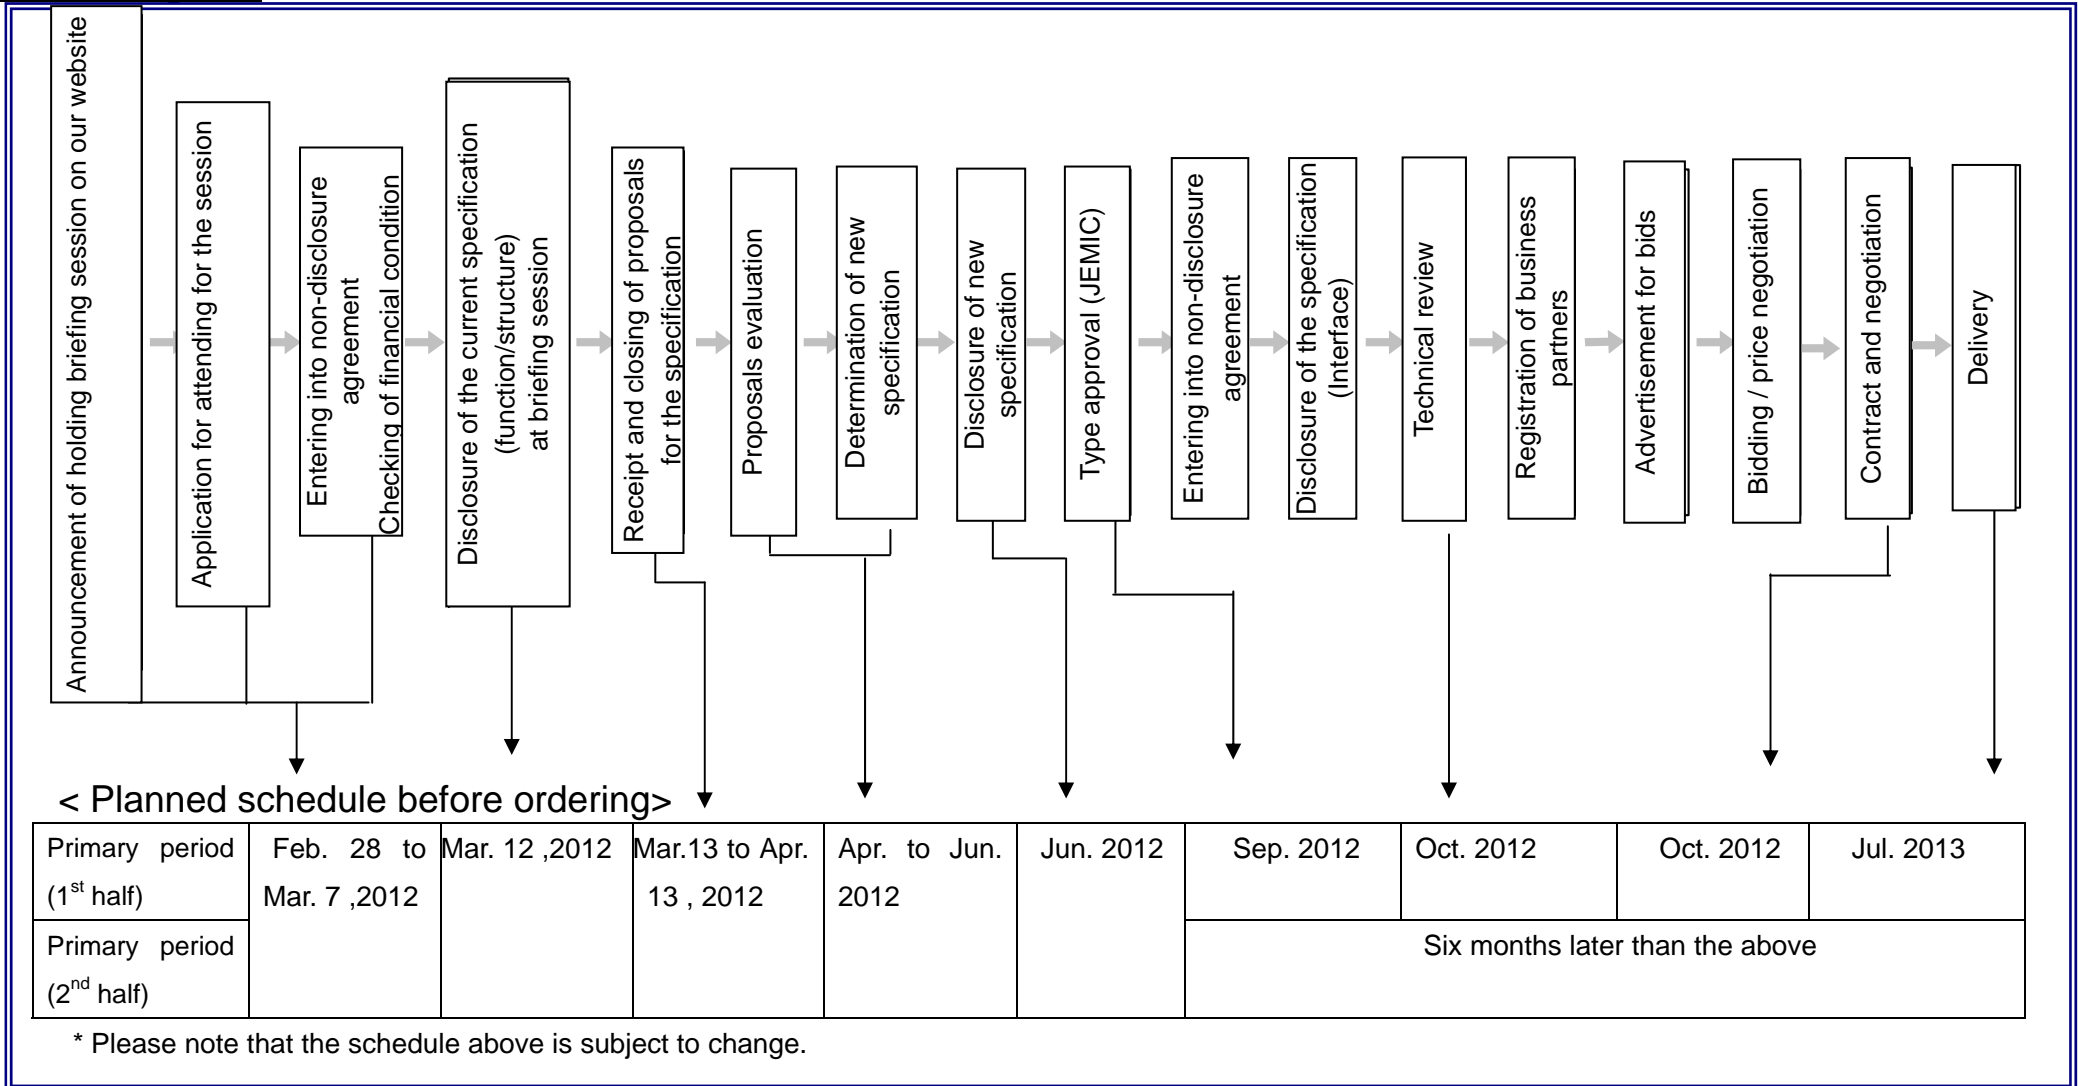 Announcement of holding briefing session on our website
Application for attending for the session
Entering into non-disclosure
agreement
Checking of financial condition
Disclosure of the current specification
(function/structure)
at briefing session
Receipt and closing of proposals
for the specification
Proposals evaluation
Determination of new
specification
Disclosure of new
specification
Type approval (JEMIC)
Entering into non-disclosure
agreement
Disclosure of the specification
(Interface)
Technical review
Registration of business
partners
Advertisement for bids
Bidding / price negotiation
Contract and negotiation
Delivery
< Planned schedule before ordering>
Primary period
(1st half)
Feb. 28 to
Mar. 7 ,2012
Mar. 12 ,2012
Mar.13 to Apr.
13 , 2012
Apr. to Jun.
2012
Jun. 2012
Sep. 2012
Oct. 2012
Oct. 2012
Jul. 2013
Primary period
(2nd half)
Six months later than the above
* Please note that the schedule above is subject to change.